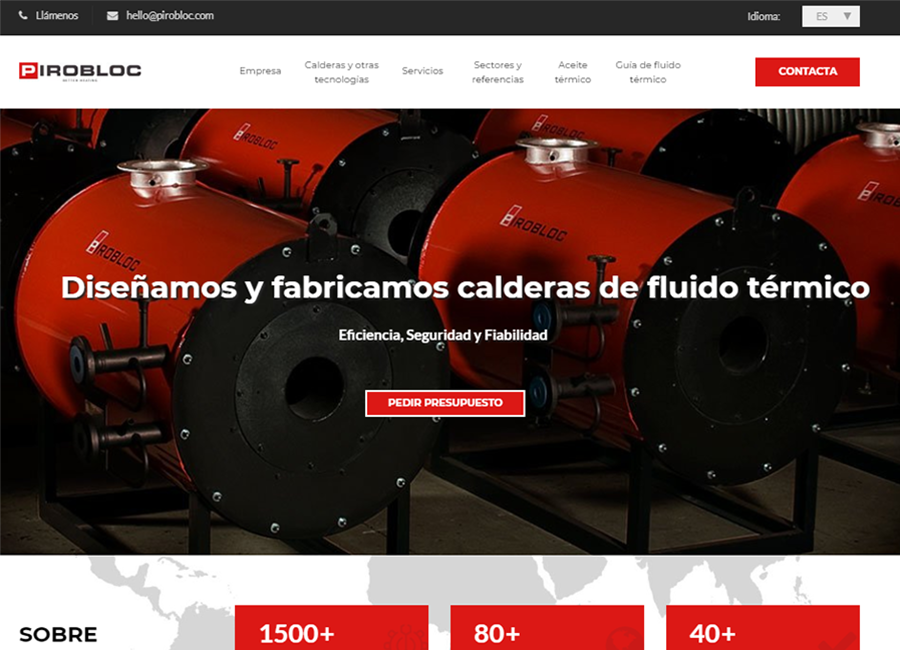 Llámenos
hello@pirobloc.com
Idioma:
ES
PIROBLOC
Empresa
Calderas y otras
tecnologías
Servicios
Sectores y
referencias
Aceite
térmico
Guía de fluido
térmico
CONTACTA
PIROBLOC
PIROBLOC
PIROBLOC
PIROBLOC
Diseñamos y fabricamos calderas de fluido térmico
Eficiencia, Seguridad y Fiabilidad
PEDIR PRESUPUESTO
SOBRE
1500+
80+
40+